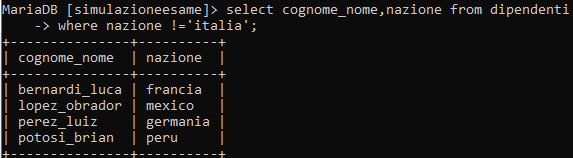 MariaDB [simulazioneesame]> select cognome_nome,nazione from dipendenti
    -> where nazione !='italia';
+---------------+----------+
| cognome_nome  | nazione  |
+---------------+----------+
| bernardi_luca | francia  |
| lopez_obrador | mexico   |
| perez_luiz    | germania |
| potosi_brian  | peru     |
+---------------+----------+